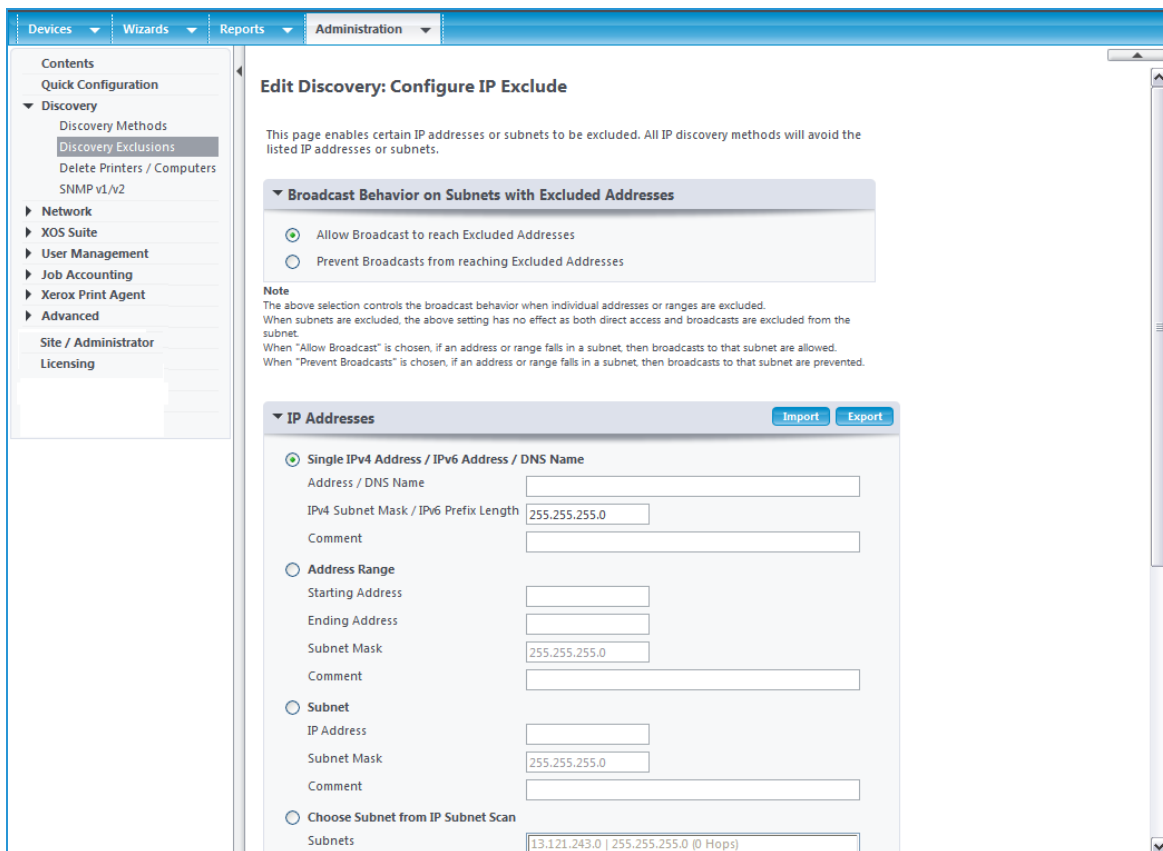 Devices Wizards Reports Administration
Contents
Quick Configuration
Discovery
Discovery Methods
Discovery Exclusions
Delete Printers / Computers
SNMP v1/v2
Network
XOS Suite
User Management
Job Accounting
Xerox Print Agent
Advanced
Site / Administrator
Licensing
Edit Discovery: Configure IP Exclude
This page enables certain IP addresses or subnets to be excluded. All IP discovery methods will avoid the
listed IP addresses or subnets.
Broadcast Behavior on Subnets with Excluded Addresses
Allow Broadcast to reach Excluded Addresses
Prevent Broadcasts from reaching Excluded Addresses
Note
The above selection controls the broadcast behavior when individual addresses or ranges are excluded.
When subnets are excluded, the above setting has no effect as both direct access and broadcasts are excluded from the
subnet.
When "Allow Broadcast" is chosen, if an address or range falls in a subnet, then broadcasts to that subnet are allowed.
When "Prevent Broadcasts" is chosen, if an address or range falls in a subnet, then broadcasts to that subnet are prevented.
IP Addresses Import Export
Single IPv4 Address / IPv6 Address / DNS Name
Address / DNS Name
IPv4 Subnet Mask / IPv6 Prefix Length 255.255.255.0
Comment
Address Range
Starting Address
Ending Address
Subnet Mask 255.255.255.0
Comment
Subnet
IP Address
Subnet Mask 255.255.255.0
Comment
Choose Subnet from IP Subnet Scan
Subnets 13.121.243.0 | 255.255.255.0 (0 Hops)